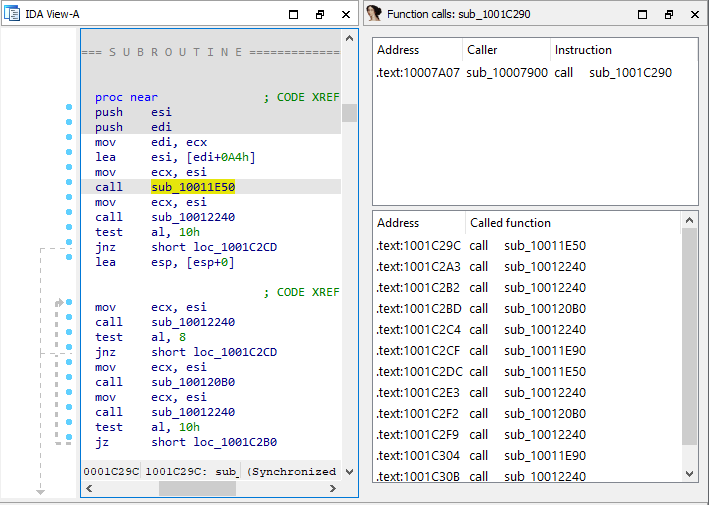 IDA View-A
=== S U B R O U T I N E =============
proc near ; CODE XREF
push esi
push edi
mov edi, ecx
lea esi, [edi+0A4h]
mov ecx, esi
call sub_10011E50
mov ecx, esi
call sub_10012240
test al, 10h
jnz short loc_1001C2CD
lea esp, [esp+0]
; CODE XREF
mov ecx, esi
call sub_10012240
test al, 8
jnz short loc_1001C2CD
mov ecx, esi
call sub_100120B0
mov ecx, esi
call sub_10012240
test al, 10h
jz short loc_1001C2B0
0001C29C 1001C29C: sub_ (Synchronized
Function calls: sub_1001C290
Address Caller Instruction
.text:10007A07 sub_10007900 call sub_1001C290
Address Called function
.text:1001C29C call sub_10011E50
.text:1001C2A3 call sub_10012240
.text:1001C2B2 call sub_10012240
.text:1001C2BD call sub_100120B0
.text:1001C2C4 call sub_10012240
.text:1001C2CF call sub_10011E90
.text:1001C2DC call sub_10011E50
.text:1001C2E3 call sub_10012240
.text:1001C2F2 call sub_100120B0
.text:1001C2F9 call sub_10012240
.text:1001C304 call sub_10011E90
.text:1001C30B call sub_10012240